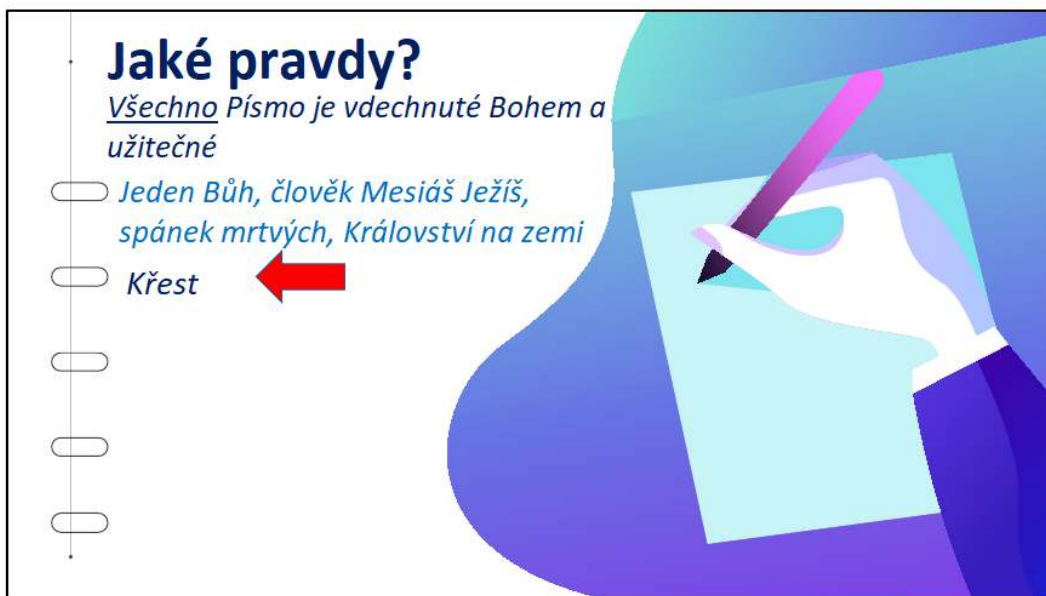 Jaké pravdy?
Všechno Písmo je vdechnuté Bohem a
užitečné
Jeden Bůh, člověk Mesiáš Ježíš,
spánek mrtvých, Království na zemi
Křest